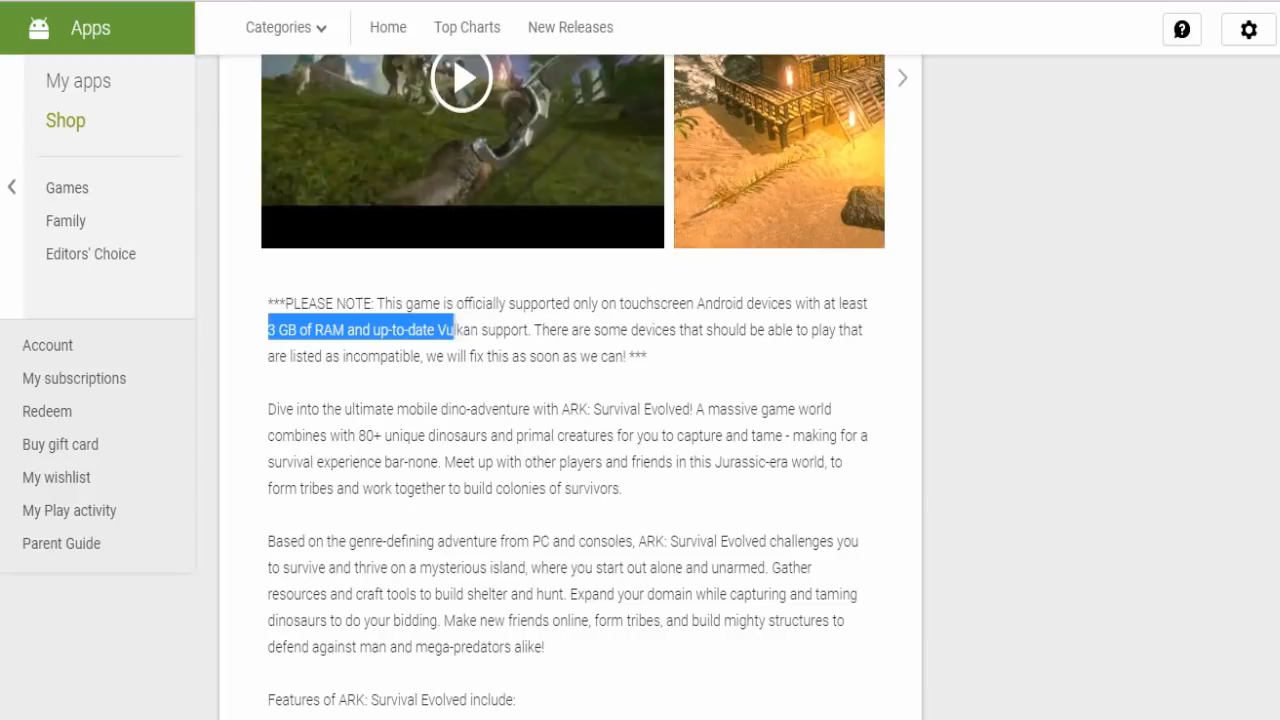 Apps
Categories
Home
Top Charts
New Releases
My apps
Shop
Games
Family
Editors' Choice
Account
My subscriptions
Redeem
Buy gift card
My wishlist
My Play activity
Parent Guide
***PLEASE NOTE: This game is officially supported only on touchscreen Android devices with at least
3 GB of RAM and up-to-date Vulkan support. There are some devices that should be able to play that
are listed as incompatible, we will fix this as soon as we can! ***
Dive into the ultimate mobile dino-adventure with ARK: Survival Evolved! A massive game world
combines with 80+ unique dinosaurs and primal creatures for you to capture and tame - making for a
survival experience bar-none. Meet up with other players and friends in this Jurassic-era world, to
form tribes and work together to build colonies of survivors.
Based on the genre-defining adventure from PC and consoles, ARK: Survival Evolved challenges you
to survive and thrive on a mysterious island, where you start out alone and unarmed. Gather
resources and craft tools to build shelter and hunt. Expand your domain while capturing and taming
dinosaurs to do your bidding. Make new friends online, form tribes, and build mighty structures to
defend against man and mega-predators alike!
Features of ARK: Survival Evolved include: